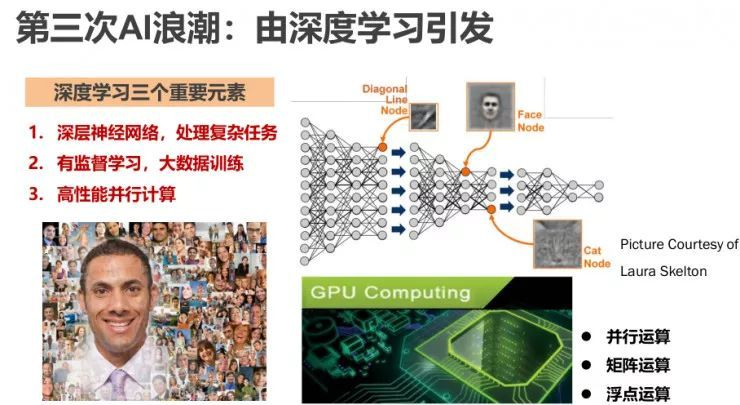 第三次AI浪潮：由深度学习引发
深度学习三个重要元素
1. 深层神经网络，处理复杂任务
2. 有监督学习，大数据训练
3. 高性能并行计算
Diagonal
Line
Node
Face
Node
Cat
Node
Picture Courtesy of
Laura Skelton
GPU Computing
● 并行运算
● 矩阵运算
● 浮点运算